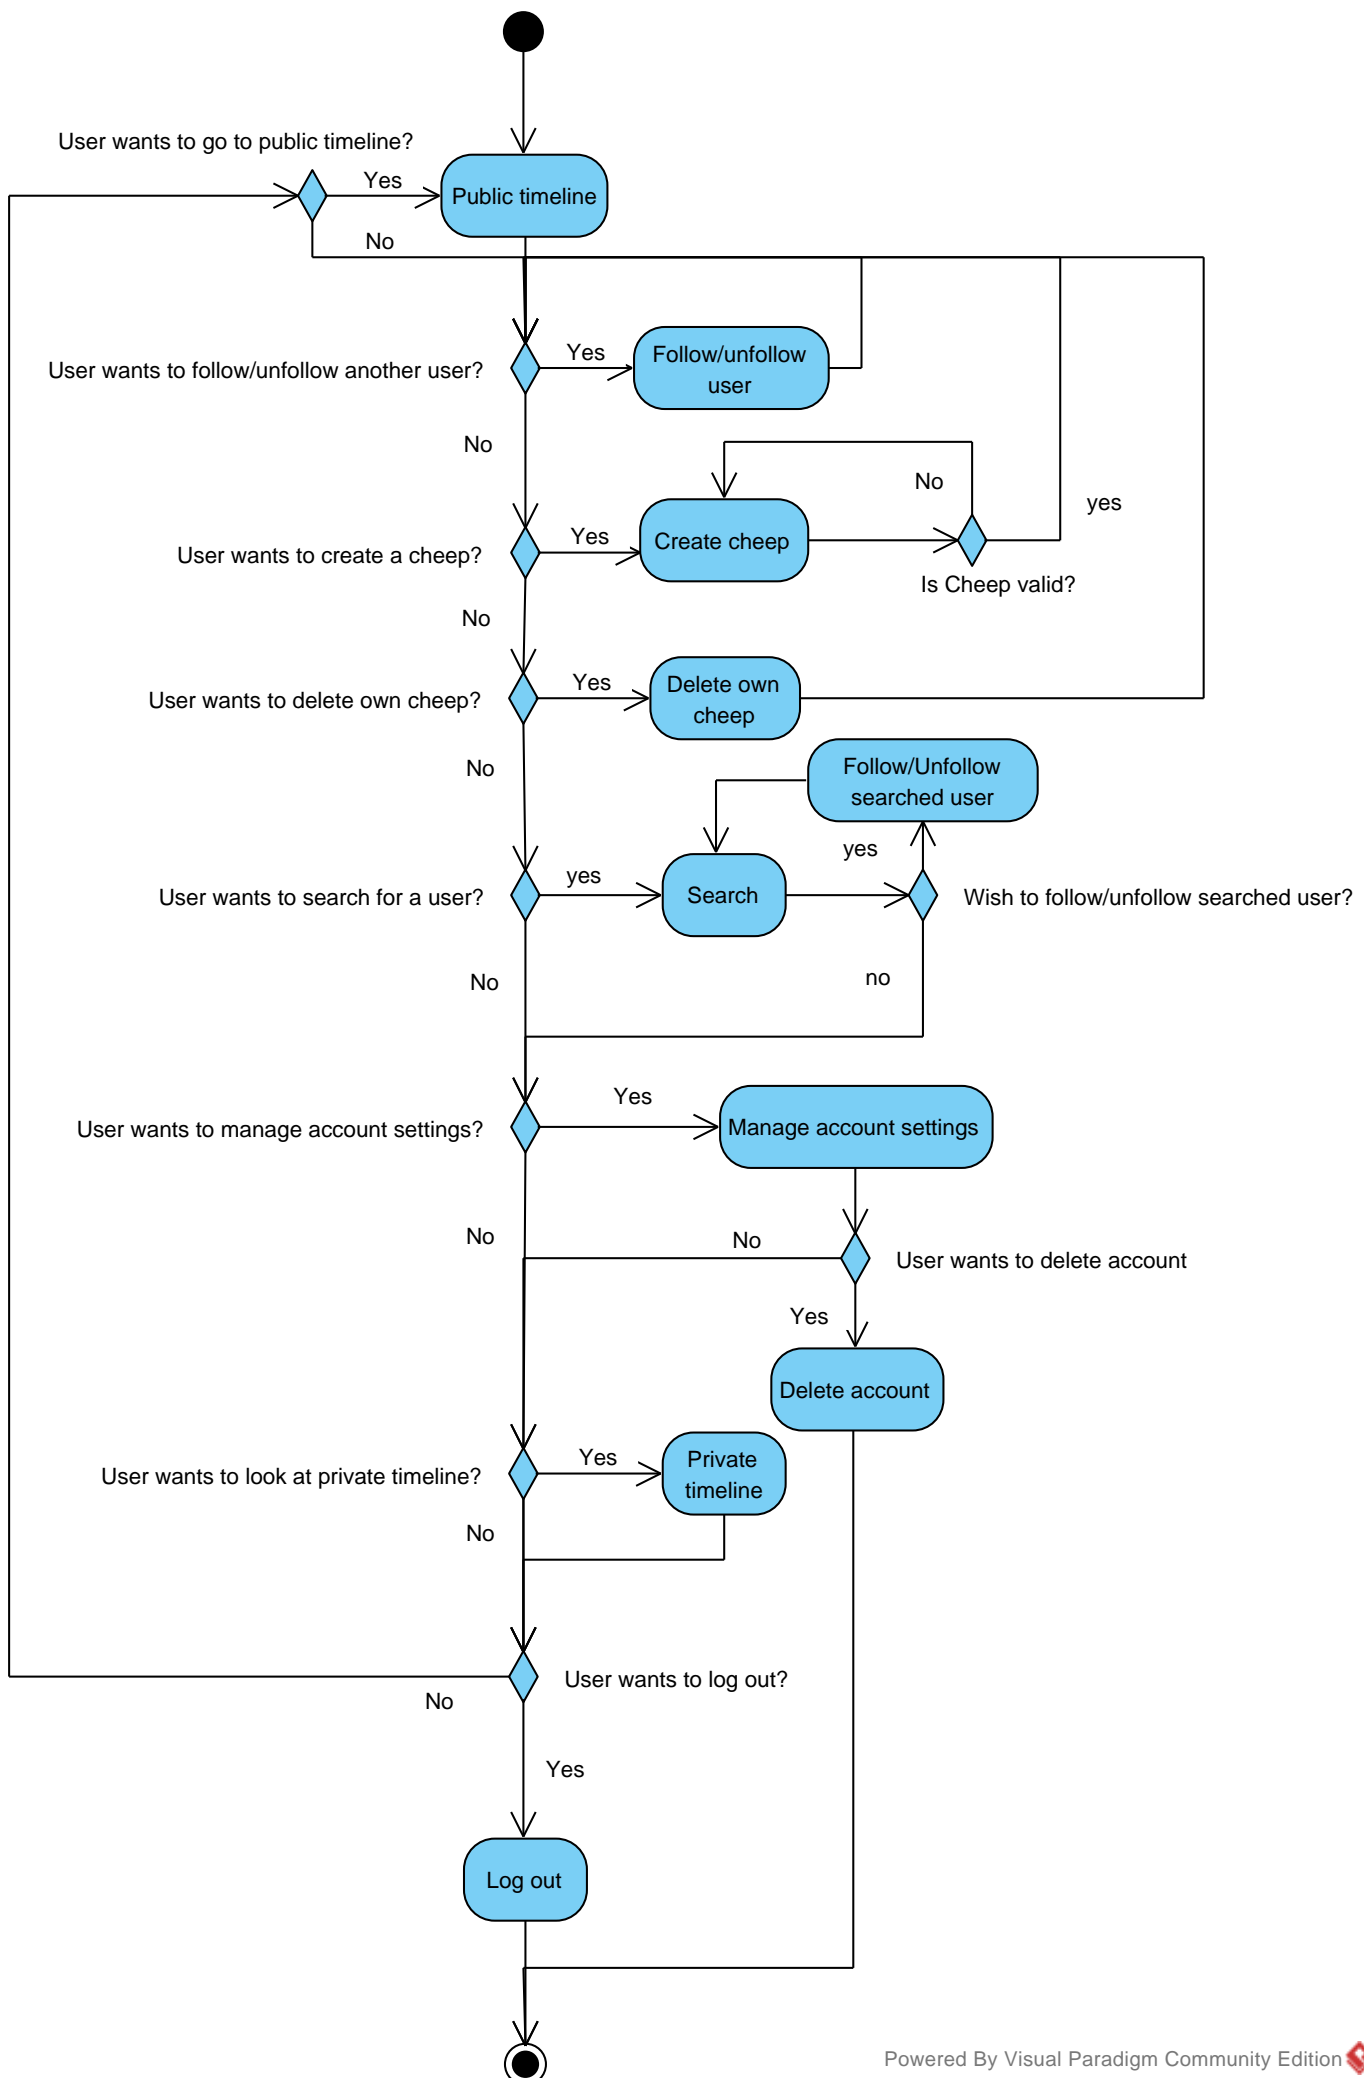 User wants to go to public timeline?
Yes
Public timeline
No
User wants to follow/unfollow another user?
Yes
Follow/unfollow
user
No
No
yes
User wants to create a cheep?
Yes
Create cheep
Is Cheep valid?
No
User wants to delete own cheep?
Yes
Delete own
cheep
No
Follow/Unfollow
searched user
yes
User wants to search for a user?
yes
Search
Wish to follow/unfollow searched user?
No
no
Yes
User wants to manage account settings?
Manage account settings
No
No
User wants to delete account
Yes
Delete account
User wants to look at private timeline?
Yes
Private
timeline
No
User wants to log out?
No
Yes
Log out
Powered By Visual Paradigm Community Edition